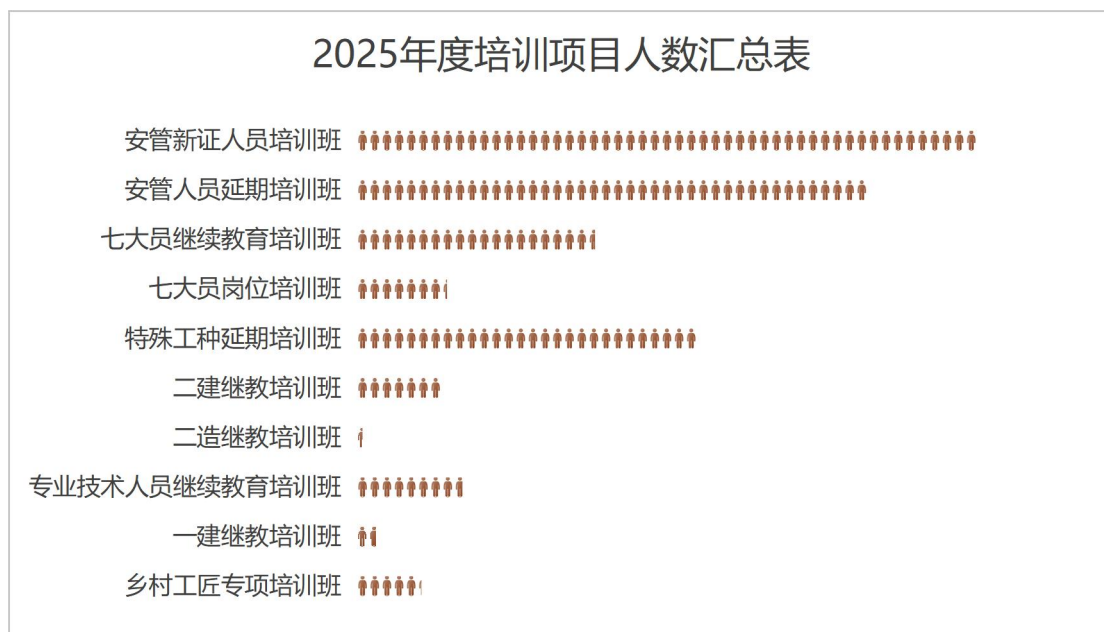 2025年度培训项目人数汇总表
安管新证人员培训班
安管人员延期培训班
七大员继续教育培训班
七大员岗位培训班
特殊工种延期培训班
二建继教培训班
二造继教培训班
专业技术人员继续教育培训班
一建继教培训班
乡村工匠专项培训班